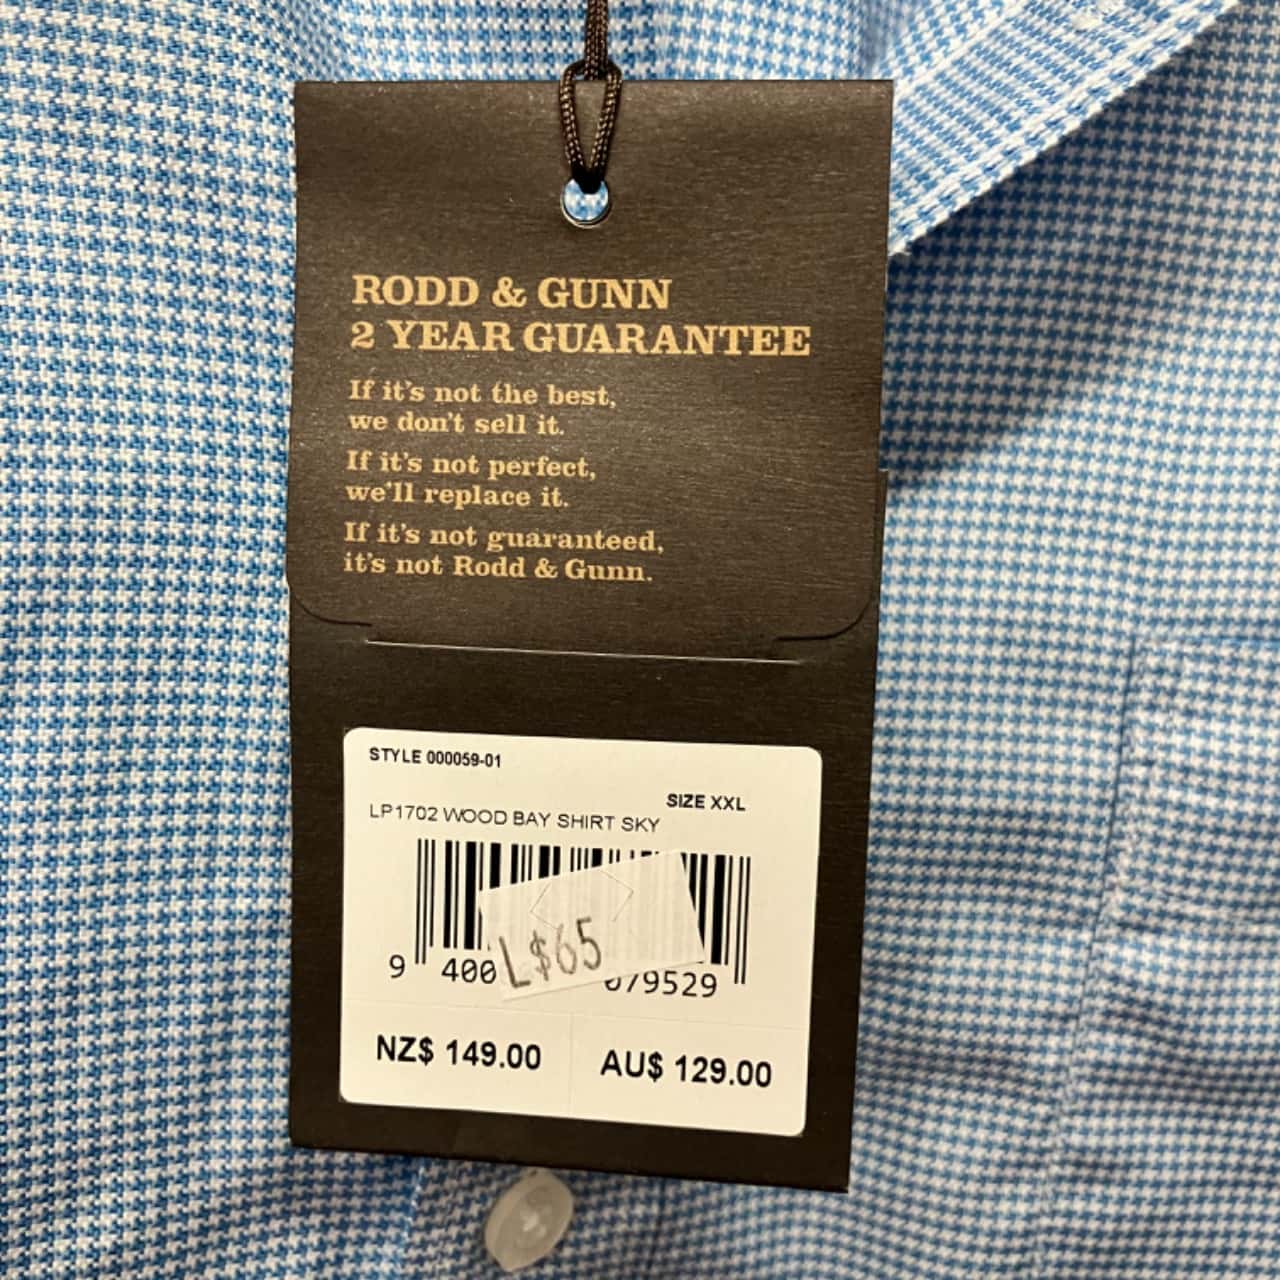 RODD & GUNN
2 YEAR GUARANTEE
If it's not the best,
we don't sell it.
If it's not perfect,
we'll replace it.
If it's not guaranteed,
it's not Rodd & Gunn.
STYLE 000059-01
SIZE XXL
LP1702 WOOD BAY SHIRT SKY
L$65
9 400 679529
NZ$ 149.00 AU$ 129.00